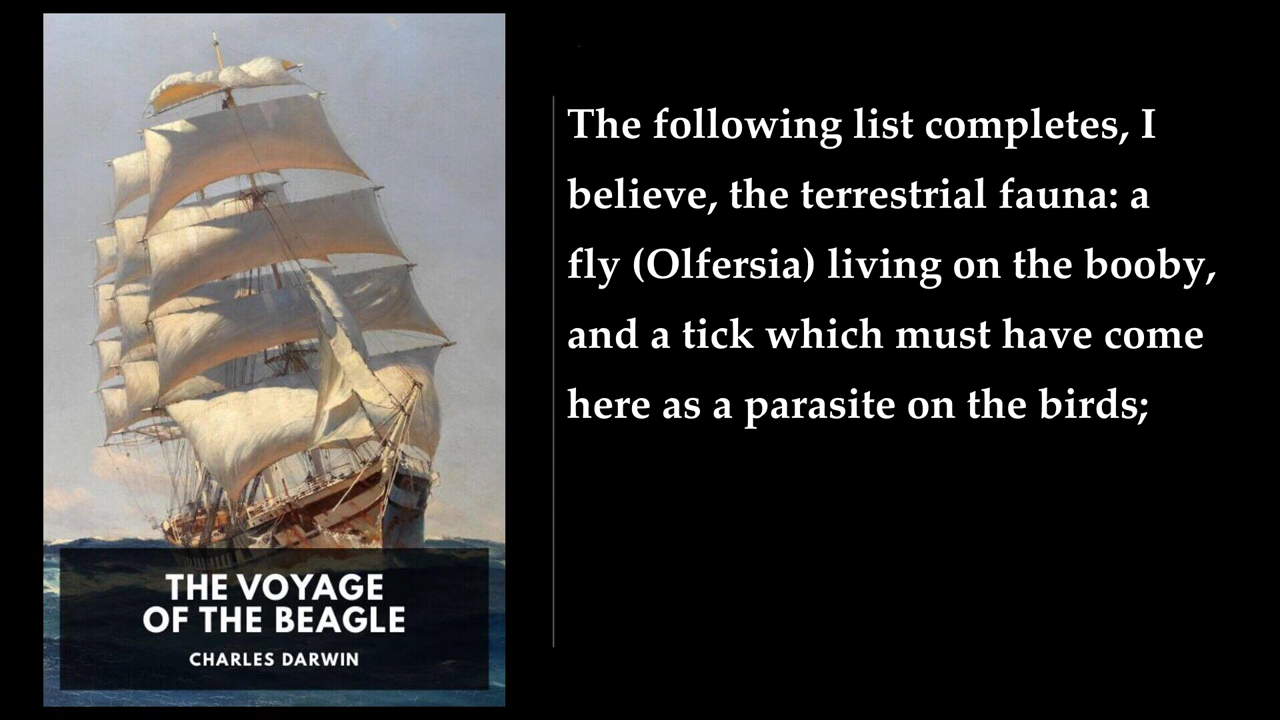 THE VOYAGE
OF THE BEAGLE
CHARLES DARWIN
The following list completes, I
believe, the terrestrial fauna: a
fly (Olfersia) living on the booby,
and a tick which must have come
here as a parasite on the birds;